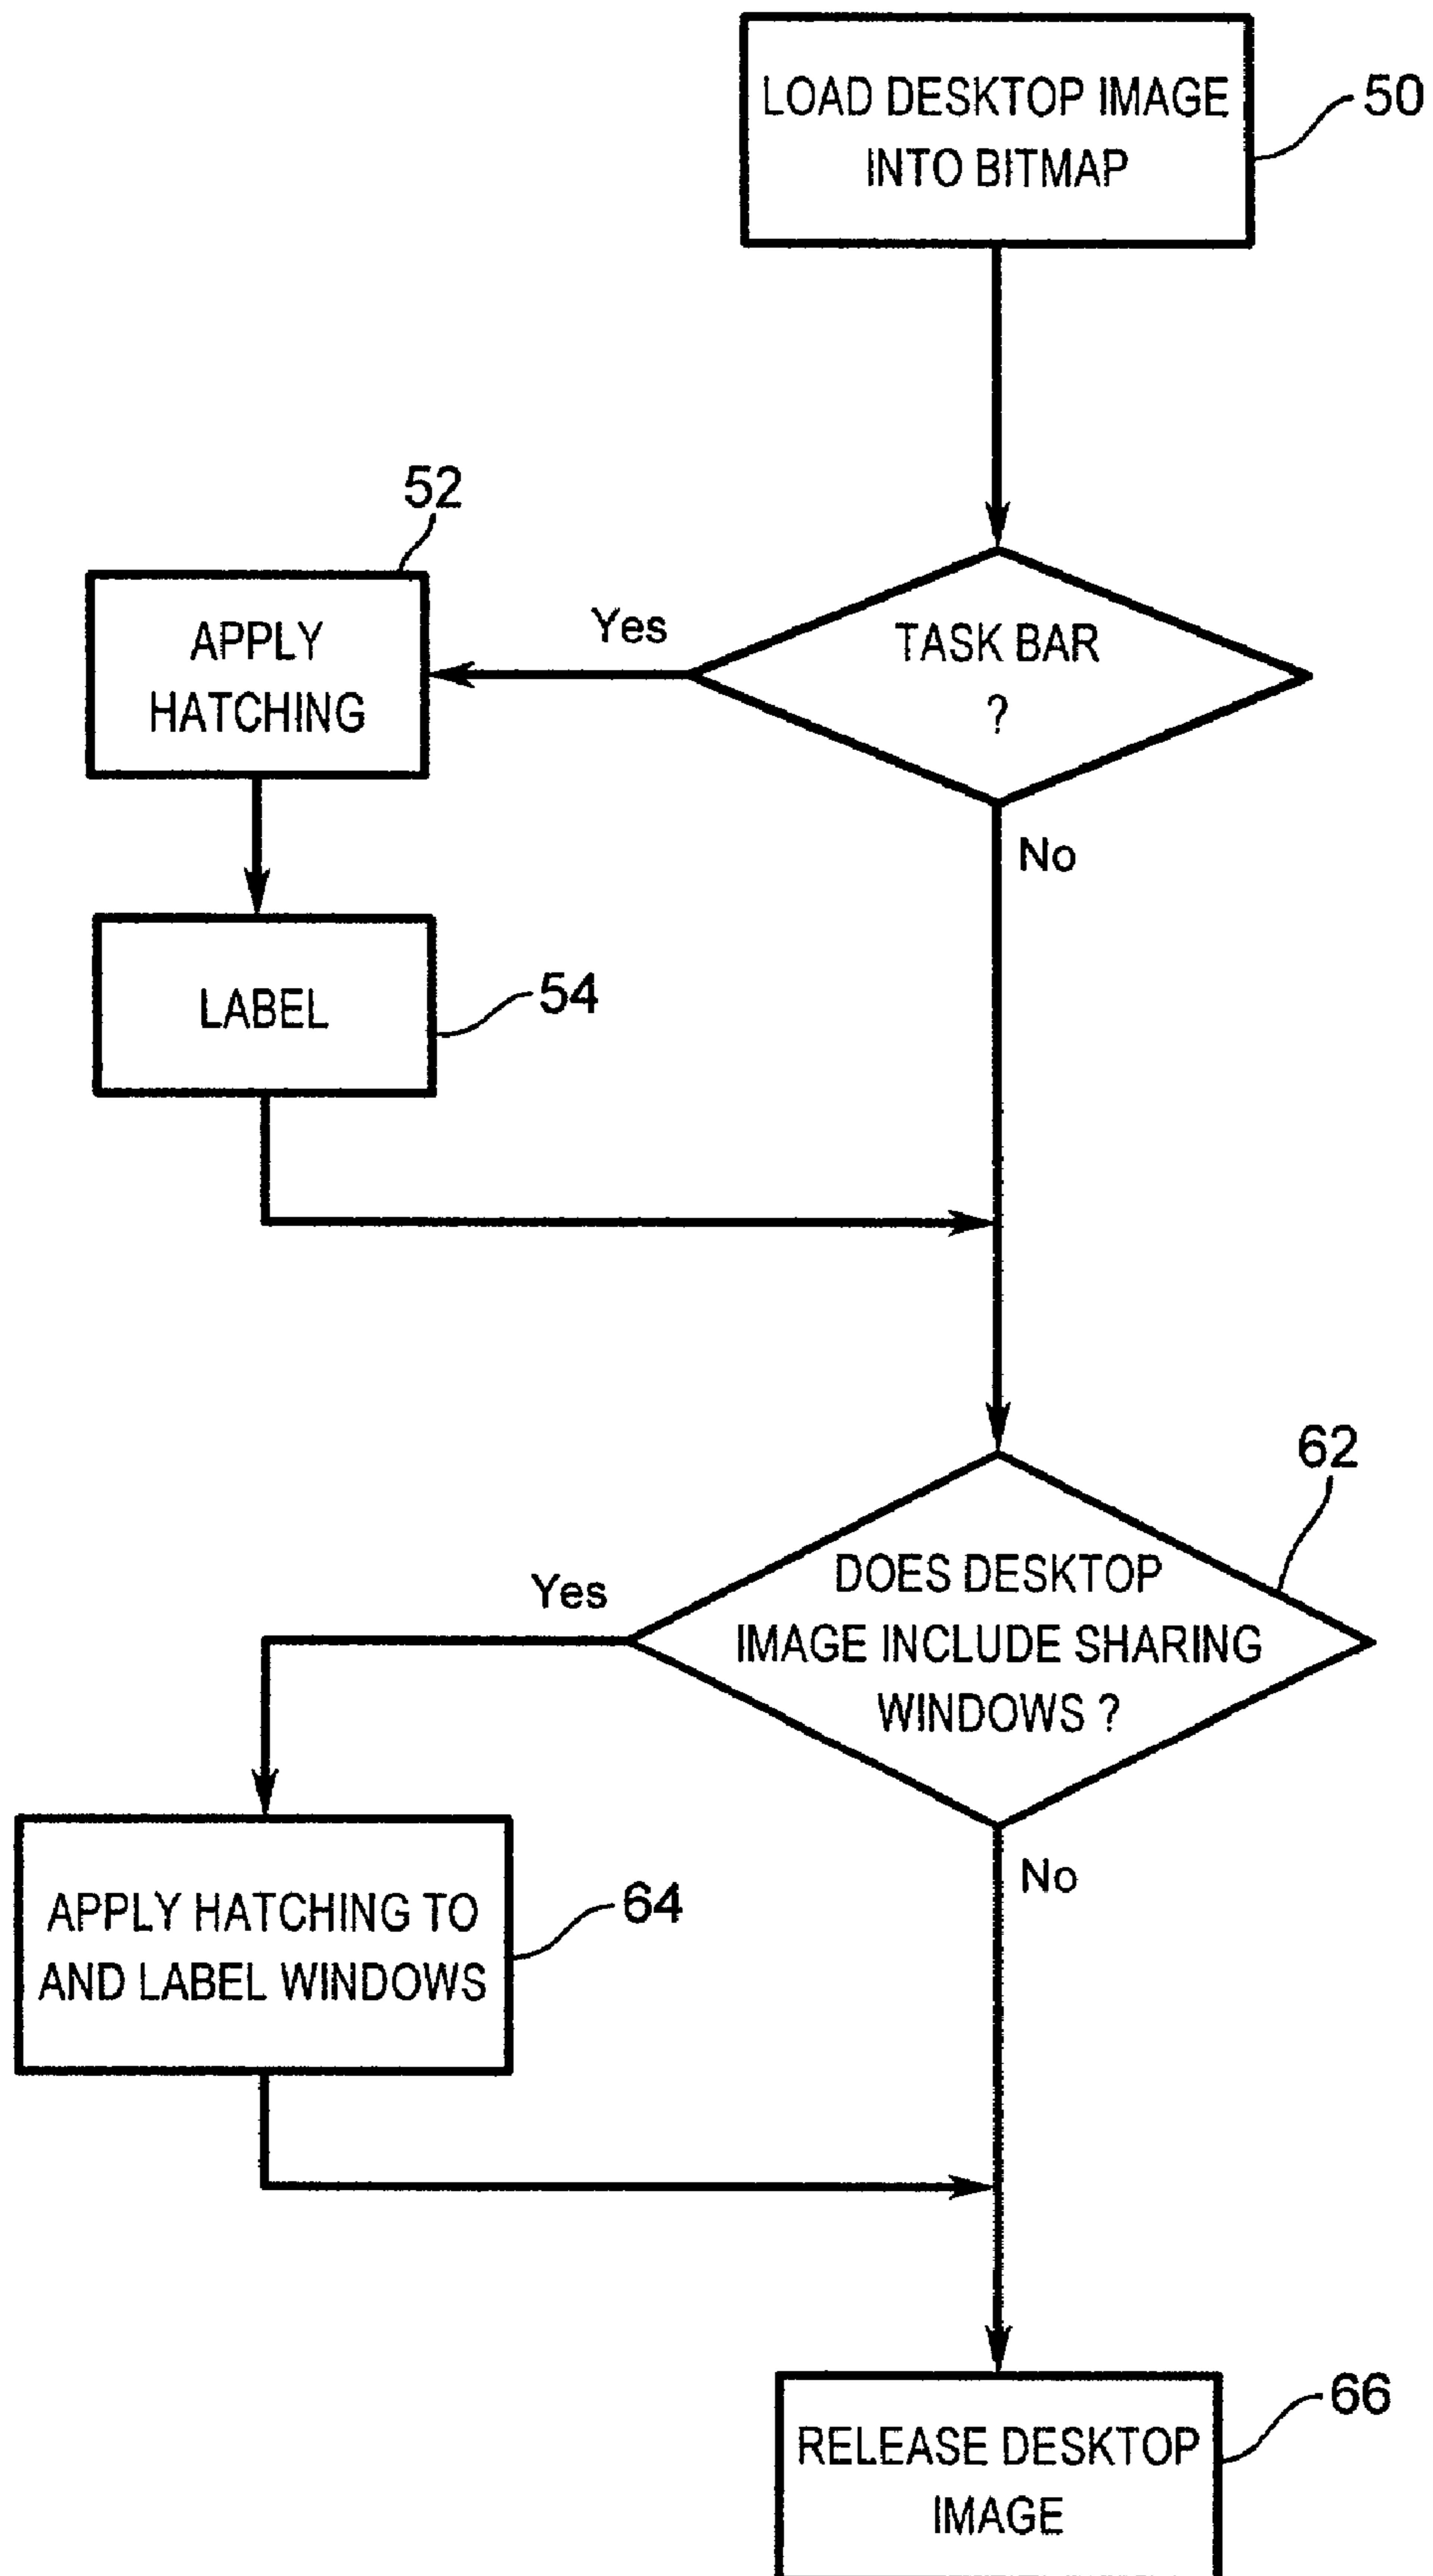 LOAD DESKTOP IMAGE
INTO BITMAP
50
52
APPLY
HATCHING
Yes
TASK BAR
?
No
LABEL
54
62
DOES DESKTOP
IMAGE INCLUDE SHARING
WINDOWS ?
Yes
No
APPLY HATCHING TO
AND LABEL WINDOWS
64
66
RELEASE DESKTOP
IMAGE